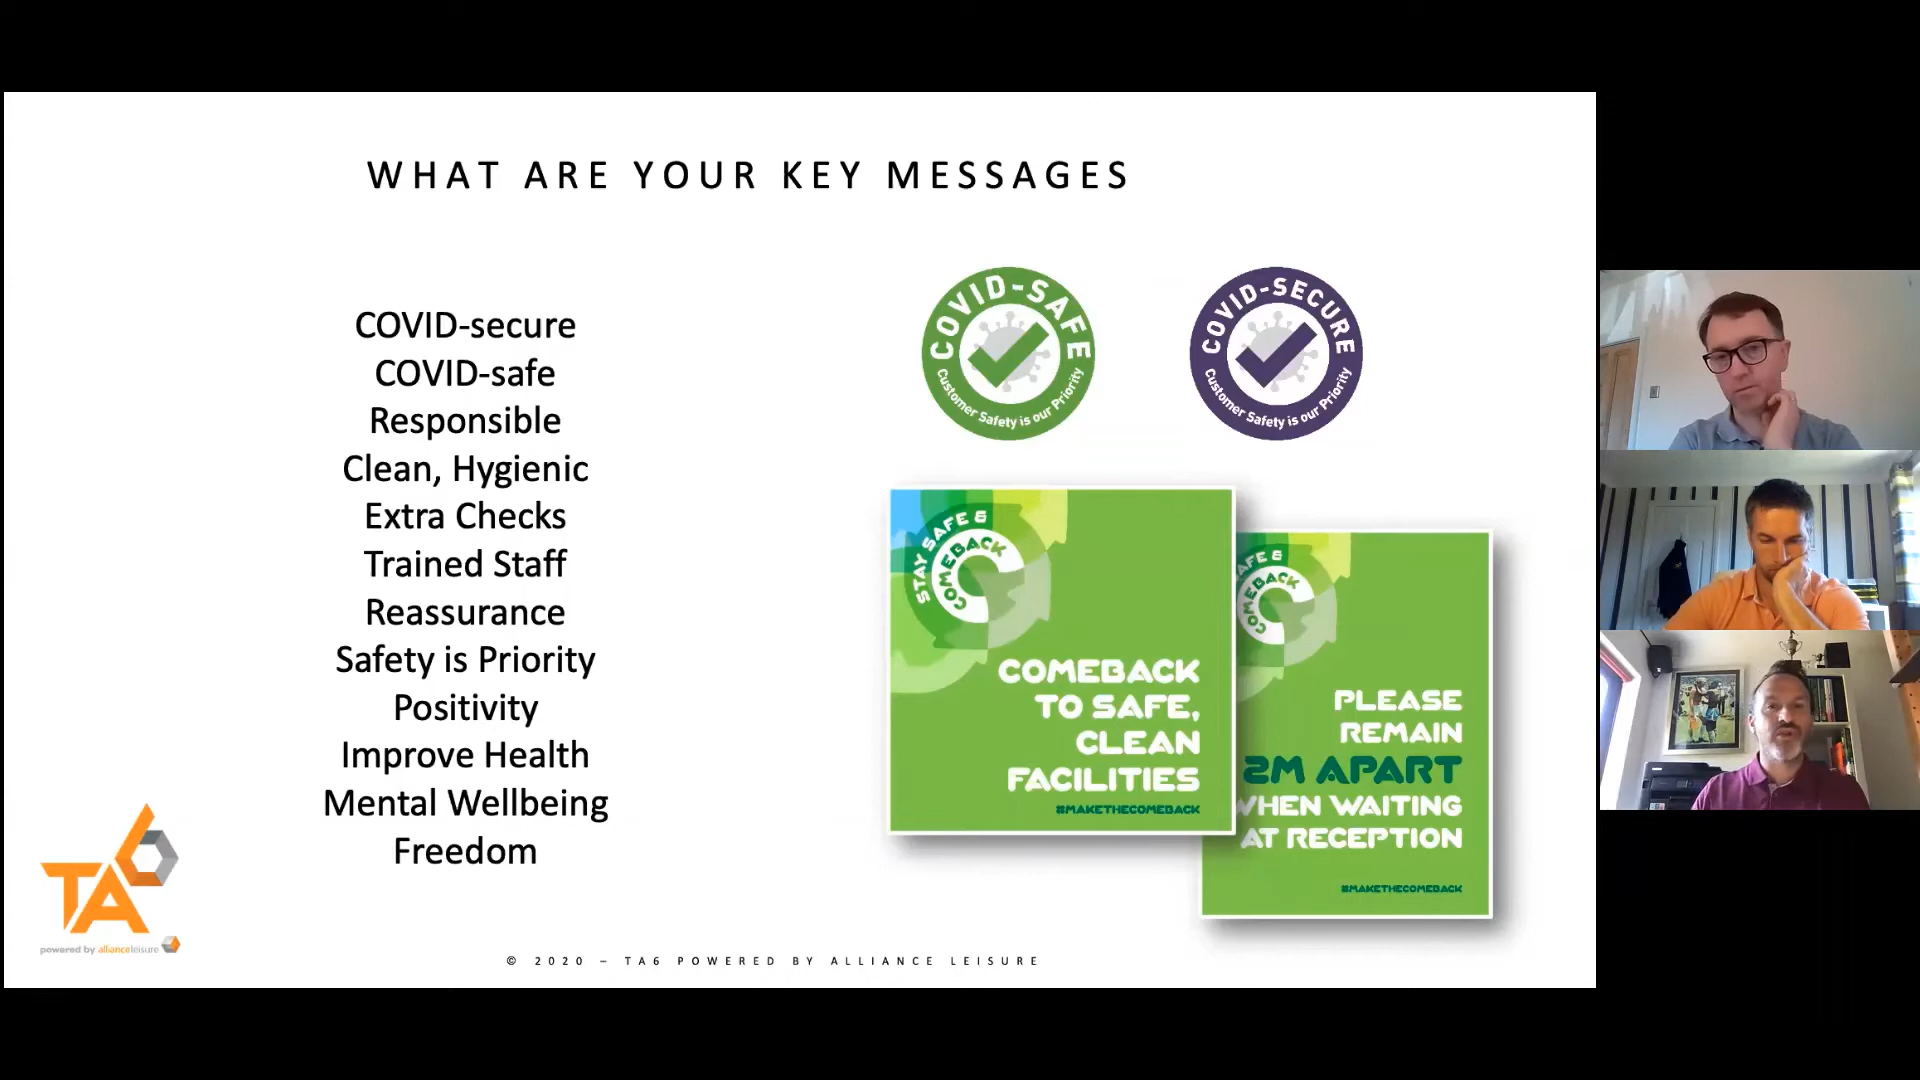 WHAT ARE YOUR KEY MESSAGES
COVID-secure
COVID-safe
Responsible
Clean, Hygienic
Extra Checks
Trained Staff
Reassurance
Safety is Priority
Positivity
Improve Health
Mental Wellbeing
Freedom
COVID-SAFE
Customer Safety is our Priority
COVID-SECURE
Customer Safety is our Priority
STAY SAFE &
COMEBACK
COMEBACK
TO SAFE,
CLEAN
FACILITIES
#MAKETHECOMEBACK
AFE &
COMEBACK
PLEASE
REMAIN
2M APART
WHEN WAITING
AT RECEPTION
#MAKETHECOMEBACK
TA6
powered by allianceleisure
© 2020 – TA6 POWERED BY ALLIANCE LEISURE